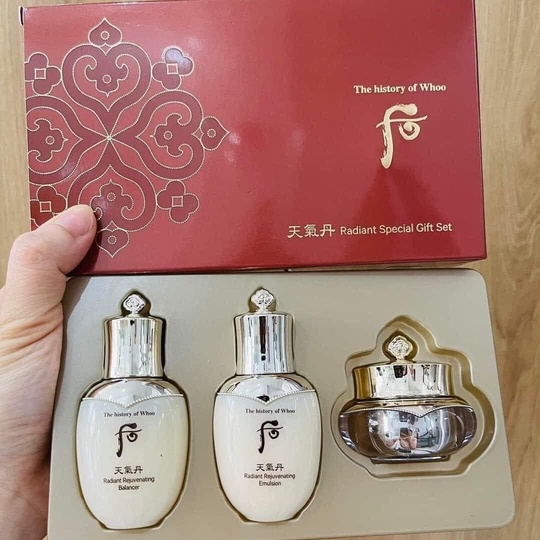 The history of Whoo
后
天氣丹 Radiant Special Gift Set
The history of Whoo
后
天氣丹
Radiant Rejuvenating
Balancer
The history of Whoo
后
天氣丹
Radiant Rejuvenating
Emulsion